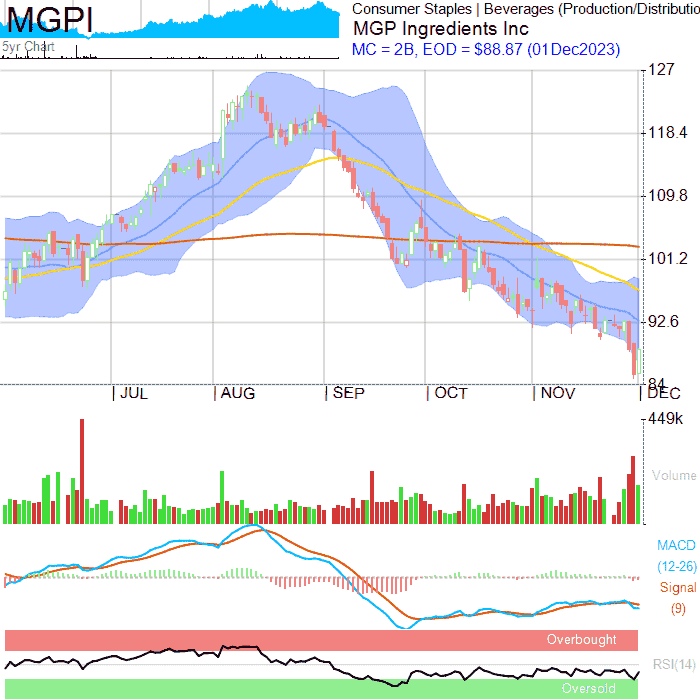 MGPI
5yr Chart
Consumer Staples | Beverages (Production/Distributio
MGP Ingredients Inc
MC = 2B, EOD = $88.87 (01Dec2023)
127
118.4
109.8
101.2
92.6
84
JUL
AUG
SEP
OCT
NOV
DEC
449k
Volume
MACD
(12-26)
Signal
(9)
Overbought
RSI(14)
Oversold